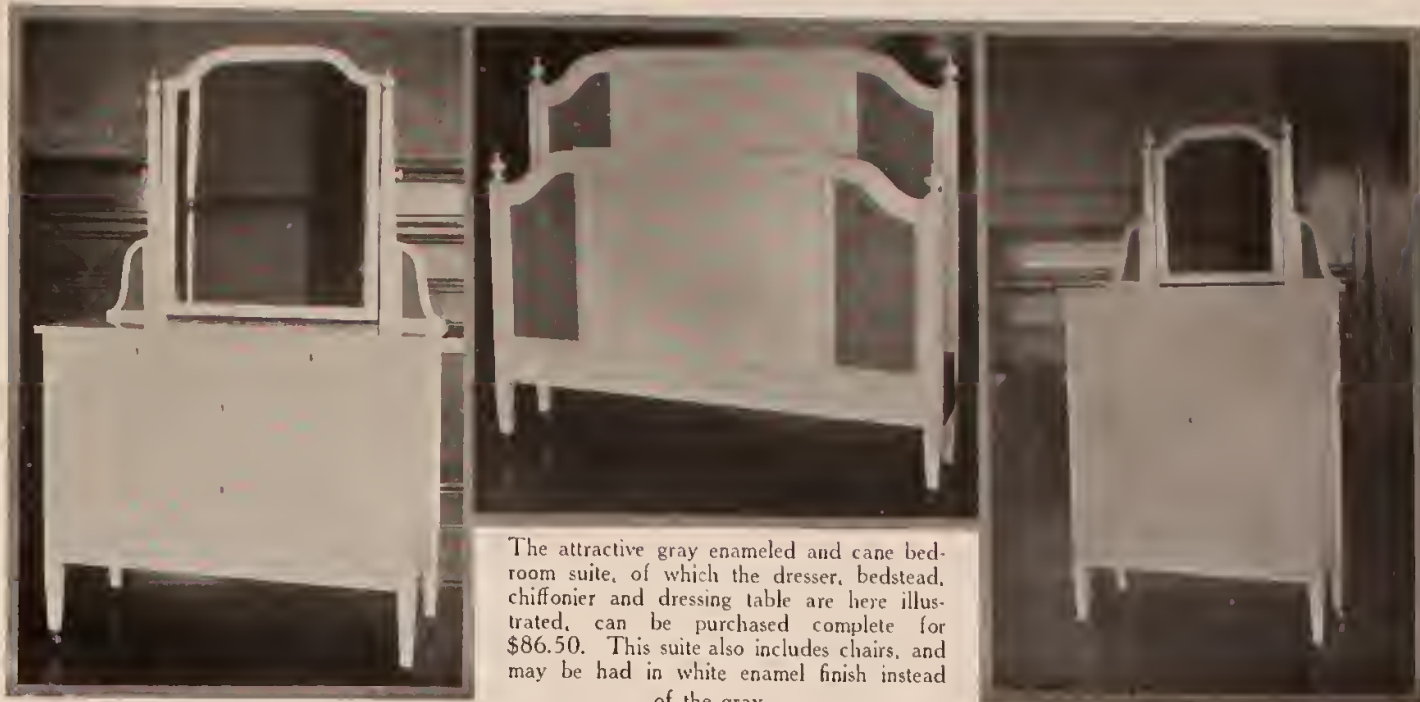 The attractive gray enameled and cane bed-
room suite, of which the dresser, bedstead,
chiffonier and dressing table are here illus-
trated, can be purchased complete for
$86.50. This suite also includes chairs, and
may be had in white enamel finish instead
of the gray